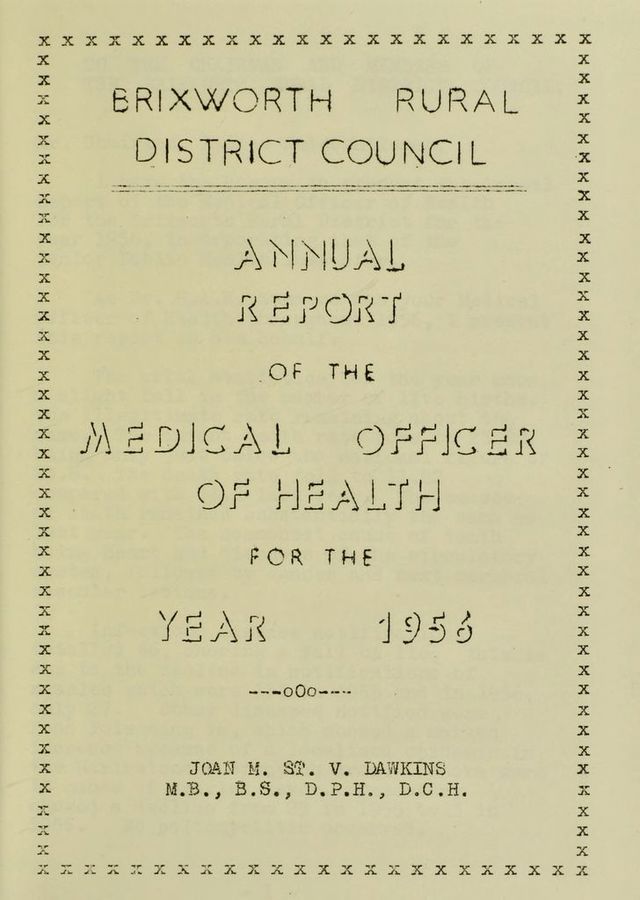 BRIXWORTH RURAL
DISTRICT COUNCIL
ANNUAL
REPORT
OF THE
MEDICAL OFFICER
OF HEALTH
FOR THE
YEAR 1956
---oOo----
JOAN M. ST. V. DAWKINS
M.B., B.S., D.P.H., D.C.H.